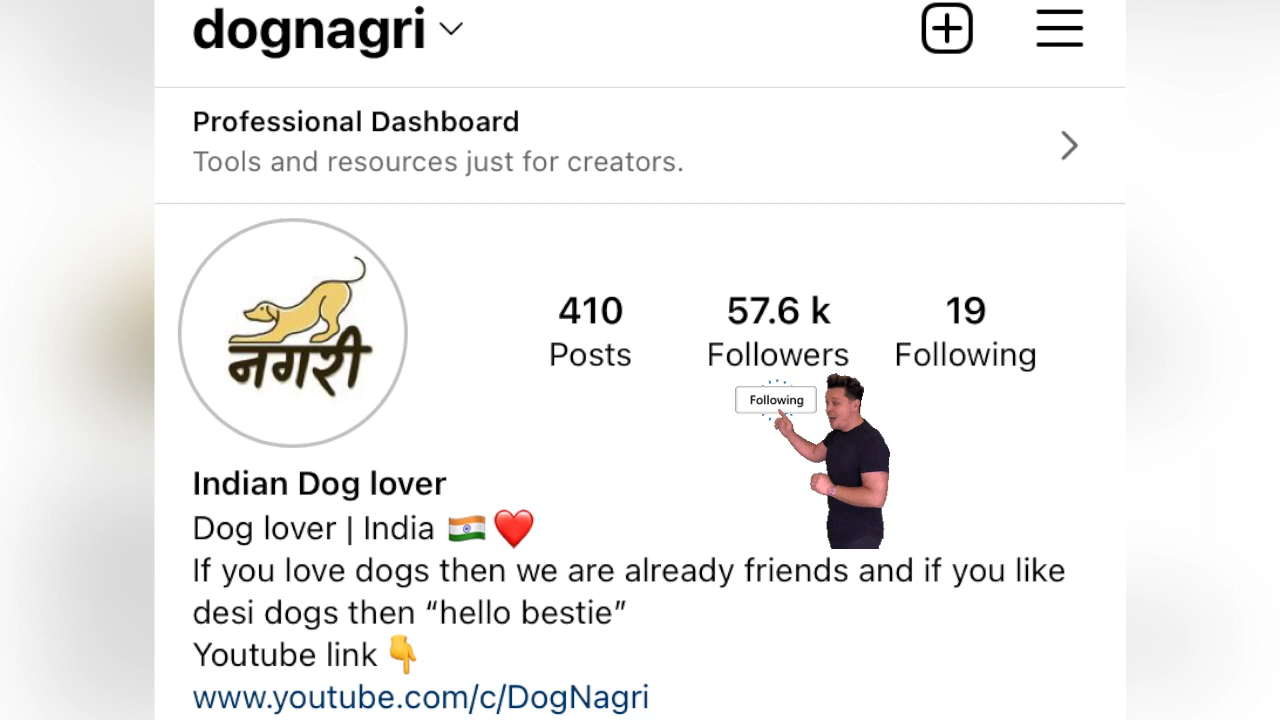 dognagri
Professional Dashboard
Tools and resources just for creators.
नगरी
410
Posts
57.6 k
Followers
19
Following
Following
Indian Dog lover
Dog lover | India 🇮🇳❤️
If you love dogs then we are already friends and if you like
desi dogs then “hello bestie”
Youtube link 👇
www.youtube.com/c/DogNagri